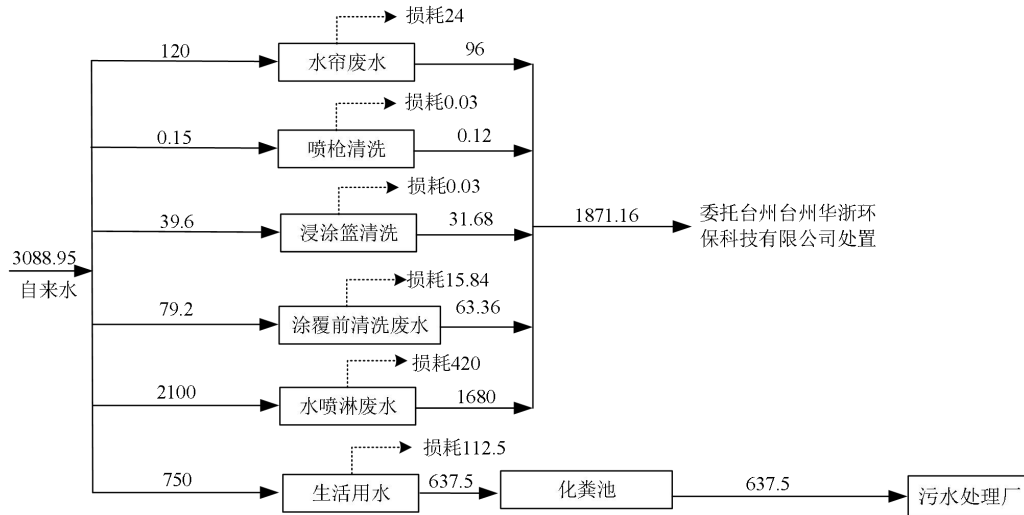 损耗24
120
水帘废水
96
损耗0.03
0.15
喷枪清洗
0.12
损耗0.03
39.6
浸涂篮清洗
31.68
1871.16
委托台州台州华浙环
保科技有限公司处置
3088.95
自来水
损耗15.84
79.2
涂覆前清洗废水
63.36
损耗420
2100
水喷淋废水
1680
损耗112.5
750
生活用水
637.5
化粪池
637.5
污水处理厂